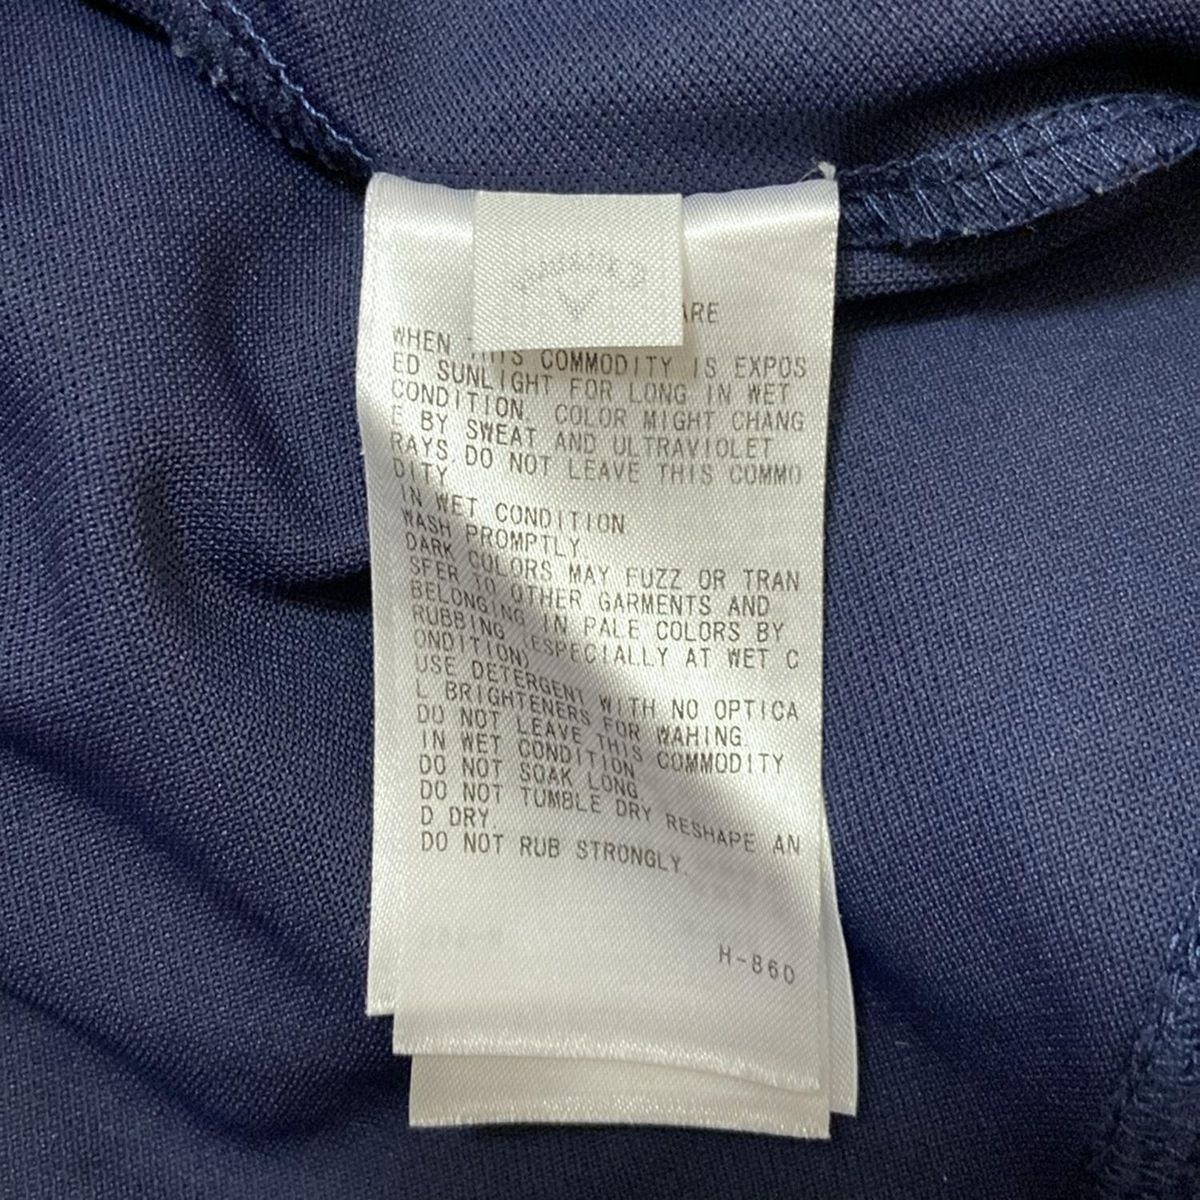 WHEN THIS COMMODITY IS EXPOS
ED SUNLIGHT FOR LONG IN WET
CONDITION. COLOR MIGHT CHANG
E BY SWEAT AND ULTRAVIOLET
RAYS DO NOT LEAVE THIS COMMO
DITY
IN WET CONDITION
WASH PROMPTLY
DARK COLORS MAY FUZZ OR TRAN
SFER TO OTHER GARMENTS AND
BELONGING IN PALE COLORS BY
RUBBING (ESPECIALLY AT WET C
ONDITION)
USE DETERGENT WITH NO OPTICA
L BRIGHTENERS FOR WAHING.
DO NOT LEAVE THIS COMMODITY
IN WET CONDITION
DO NOT SOAK LONG
DO NOT TUMBLE DRY RESHAPE AN
D DRY.
DO NOT RUB STRONGLY.
H-860